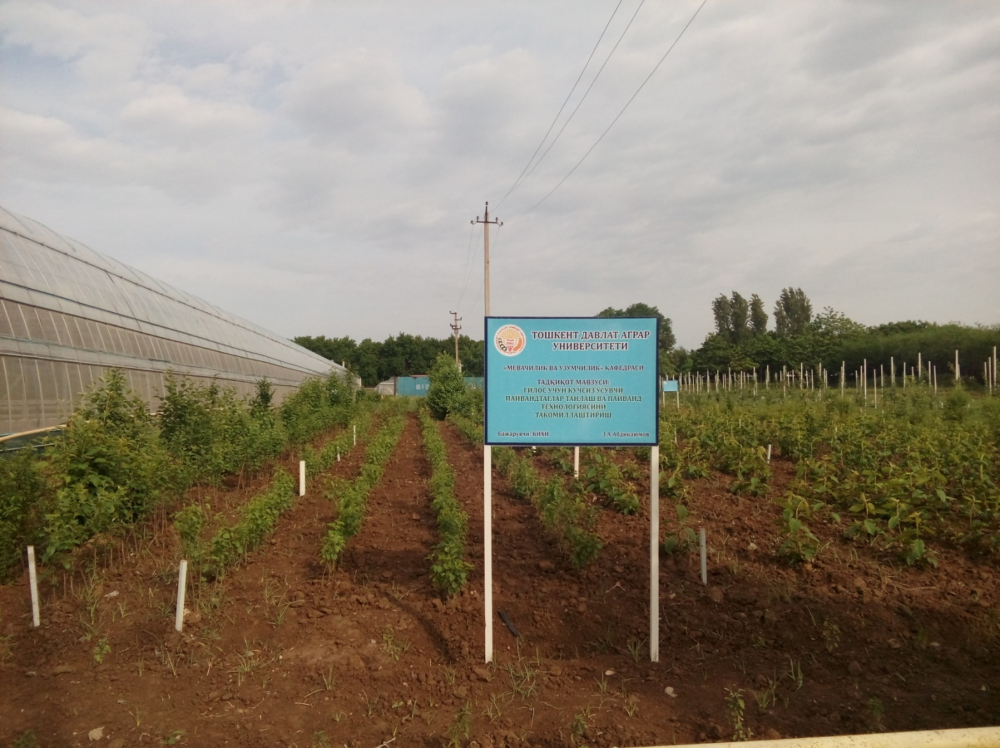 ТОШКЕНТ ДАВЛАТ АГРАР
УНИВЕРСИТЕТИ
«МЕВАЧИЛИК ВА УЗУМЧИЛИК» КАФЕДРАСИ
ТАДҚИҚОТ МАВЗУСИ:
ГИЛОС УЧУН КУЧСИЗ ЎСУВЧИ
ПАЙВАНДТАГЛАР ТАНЛАШ ВА ПАЙВАНД
ТЕХНОЛОГИЯСИНИ
ТАКОМИЛЛАШТИРИШ
Бажарувчи: КИХИ З.А.Абдикаюмов